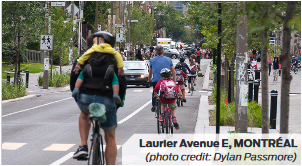 Laurier Avenue E, MONTRÉAL
(photo credit: Dylan Passmore)